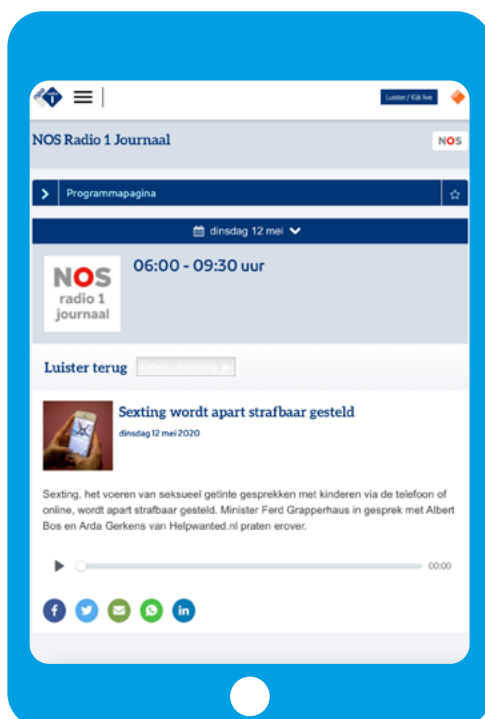 Luister / Kijk live
NOS Radio 1 Journaal
NOS
Programmapagina
dinsdag 12 mei
NOS
radio 1
journaal
06:00 - 09:30 uur
Luister terug
Sexting wordt apart strafbaar gesteld
dinsdag 12 mei 2020
Sexting, het voeren van seksueel getinte gesprekken met kinderen via de telefoon of
online, wordt apart strafbaar gesteld. Minister Ferd Grapperhaus in gesprek met Albert
Bos en Arda Gerkens van Helpwanted.nl praten erover.
00:00